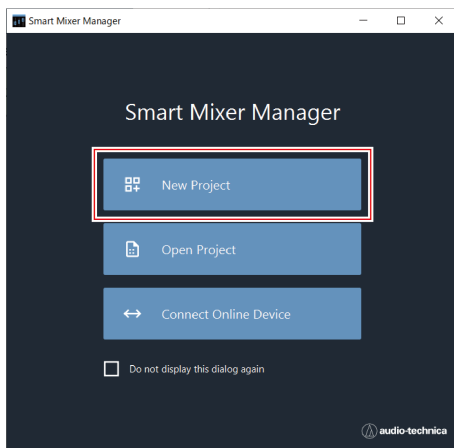 Smart Mixer Manager
Smart Mixer Manager
New Project
Open Project
Connect Online Device
Do not display this dialog again
audio-technica